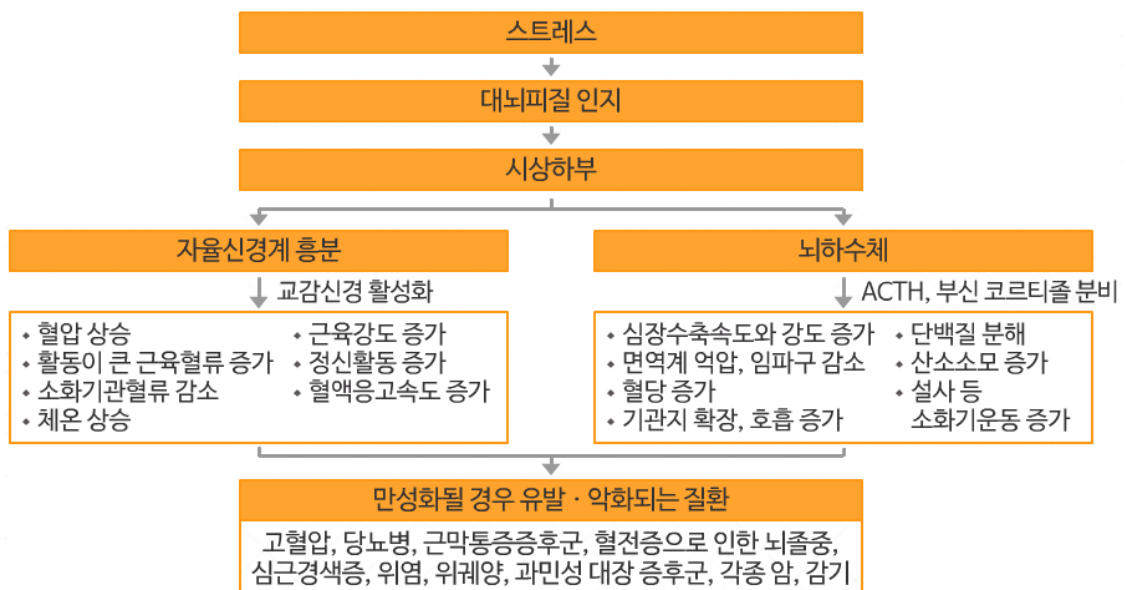 스트레스
대뇌피질 인지
시상하부
자율신경계 흥분
교감신경 활성화
• 혈압 상승
• 활동이 큰 근육혈류 증가
• 소화기관혈류 감소
• 체온 상승
• 근육강도 증가
• 정신활동 증가
• 혈액응고속도 증가
뇌하수체
ACTH, 부신 코르티졸 분비
• 심장수축속도와 강도 증가
• 면역계 억압, 임파구 감소
• 혈당 증가
• 기관지 확장, 호흡 증가
• 단백질 분해
• 산소소모 증가
• 설사 등
소화기운동 증가
만성화될 경우 유발 · 악화되는 질환
고혈압, 당뇨병, 근막통증증후군, 혈전증으로 인한 뇌졸중,
심근경색증, 위염, 위궤양, 과민성 대장 증후군, 각종 암, 감기